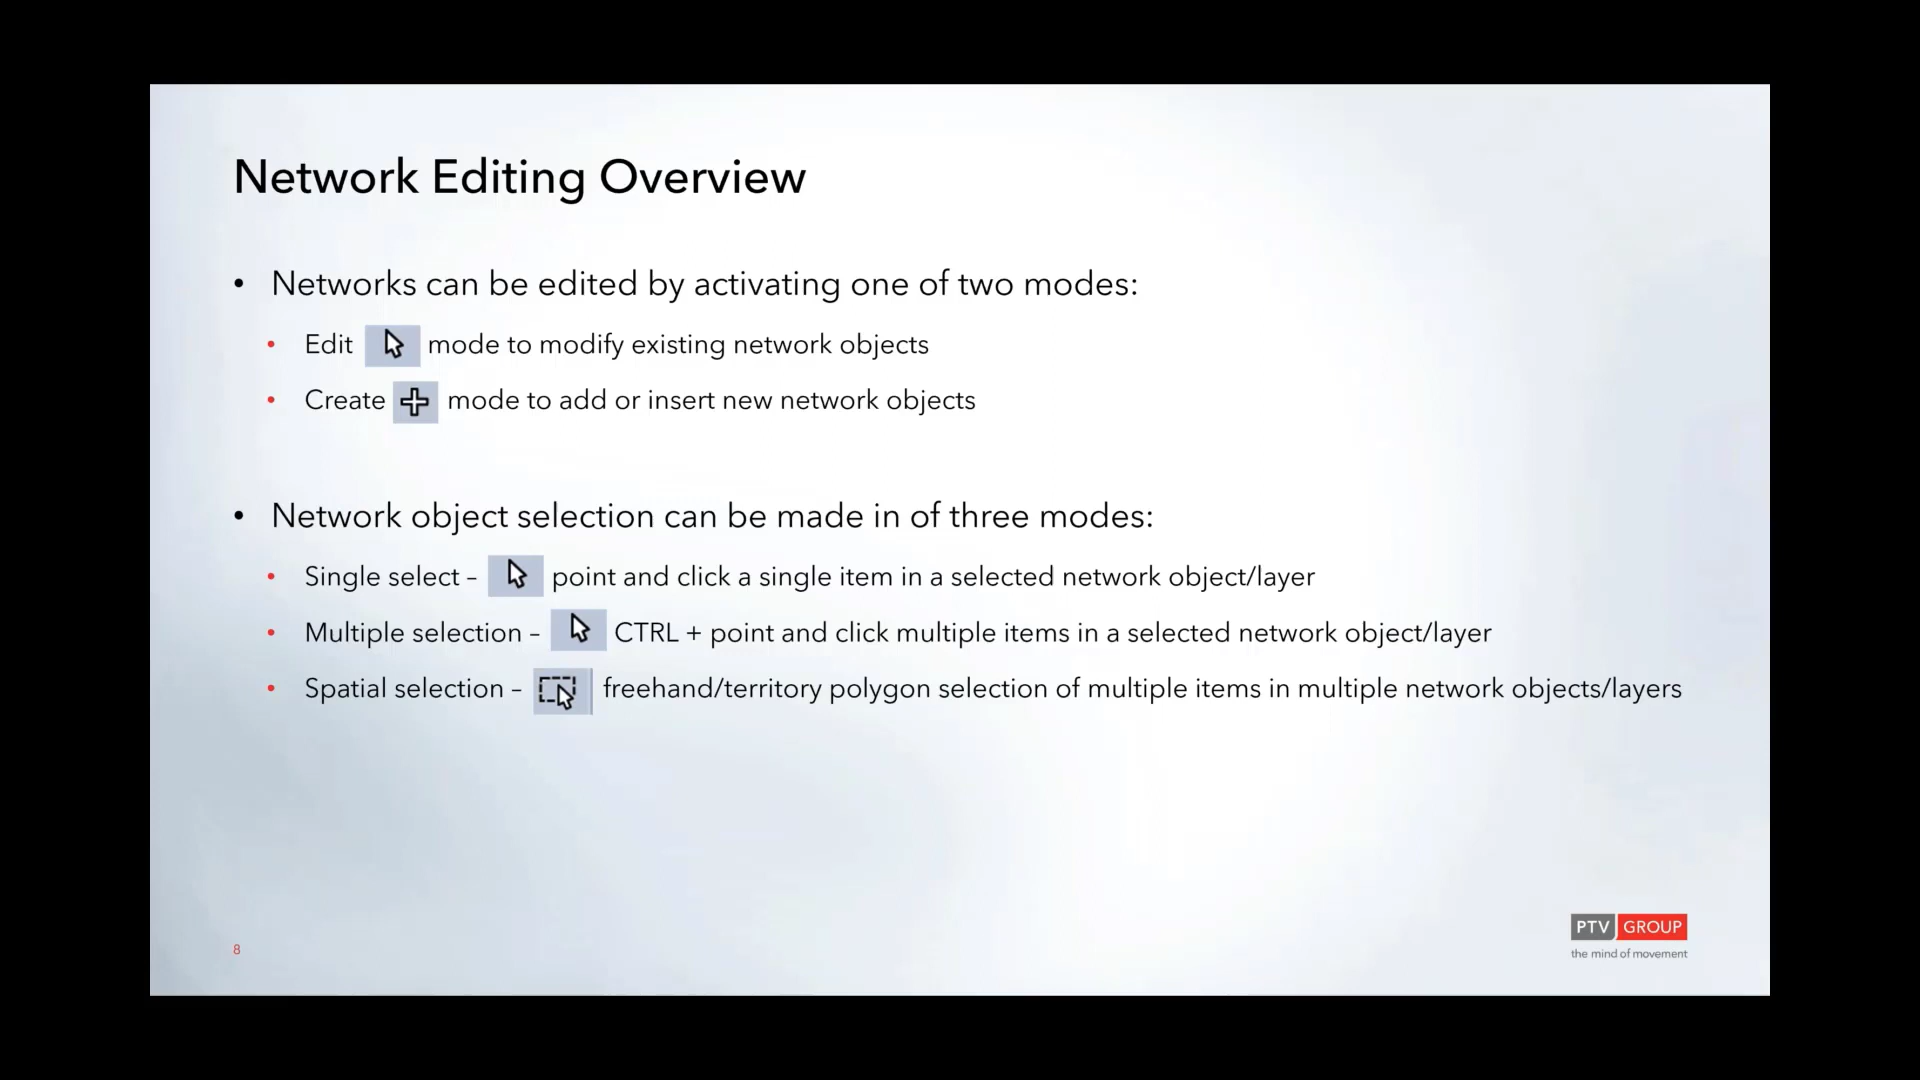 Network Editing Overview
• Networks can be edited by activating one of two modes:
• Edit mode to modify existing network objects
• Create mode to add or insert new network objects
• Network object selection can be made in of three modes:
• Single select – point and click a single item in a selected network object/layer
• Multiple selection – CTRL + point and click multiple items in a selected network object/layer
• Spatial selection – freehand/territory polygon selection of multiple items in multiple network objects/layers
8
PTV GROUP
the mind of movement